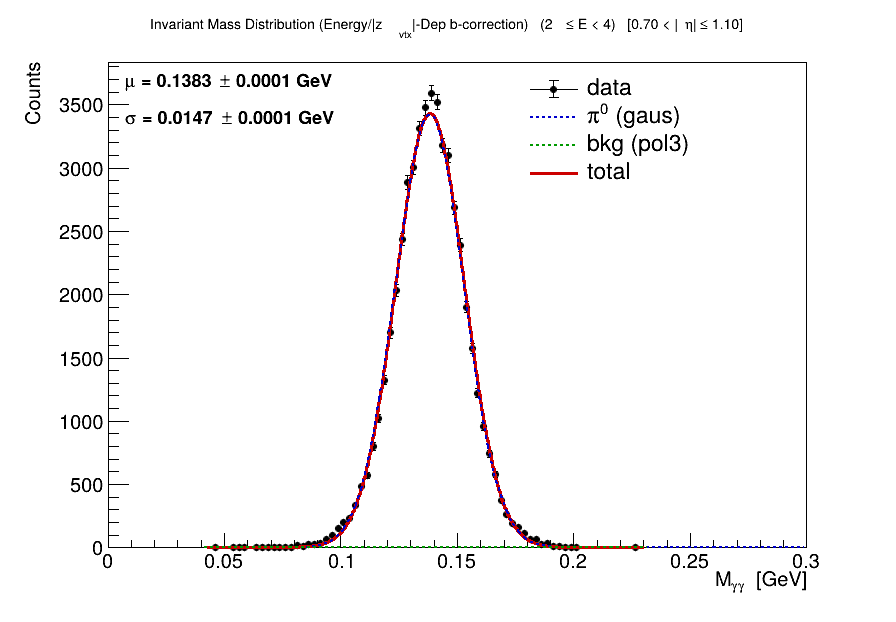 Invariant Mass Distribution (Energy/|z_vtx|-Dep b-correction) (2 ≤ E < 4) [0.70 < | η| ≤ 1.10]
Counts
μ = 0.1383 ± 0.0001 GeV
σ = 0.0147 ± 0.0001 GeV
data
π⁰ (gaus)
bkg (pol3)
total
3500
3000
2500
2000
1500
1000
500
0
0 0.05 0.1 0.15 0.2 0.25 0.3
M_γγ [GeV]